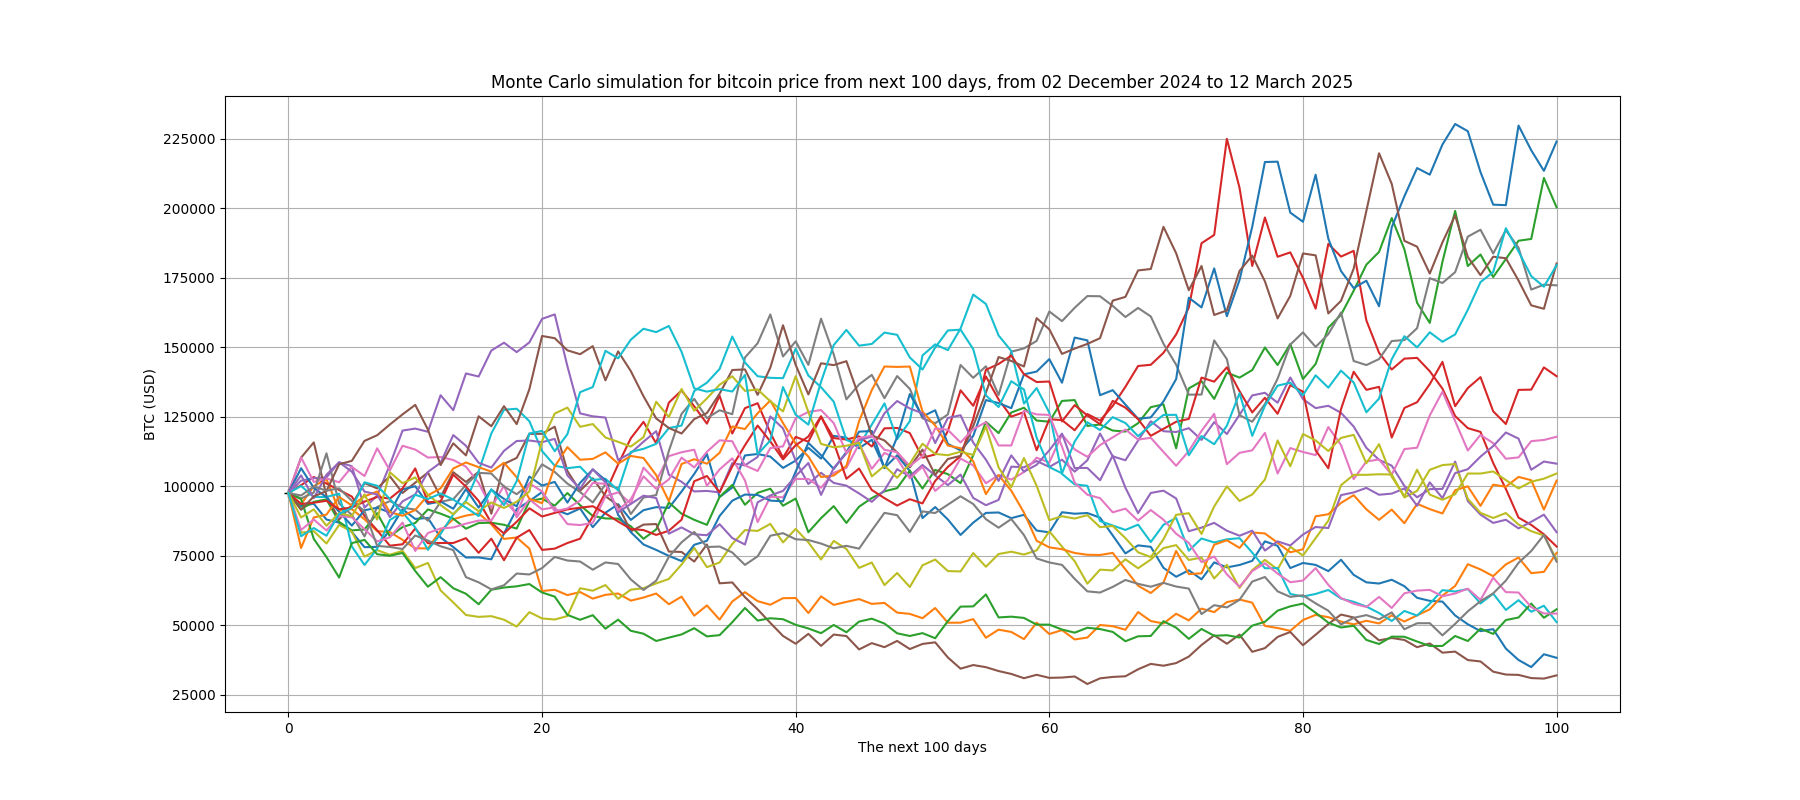 Monte Carlo simulation for bitcoin price from next 100 days, from 02 December 2024 to 12 March 2025
225000
200000
175000
150000
125000
100000
75000
50000
25000
BTC (USD)
0 20 40 60 80 100
The next 100 days